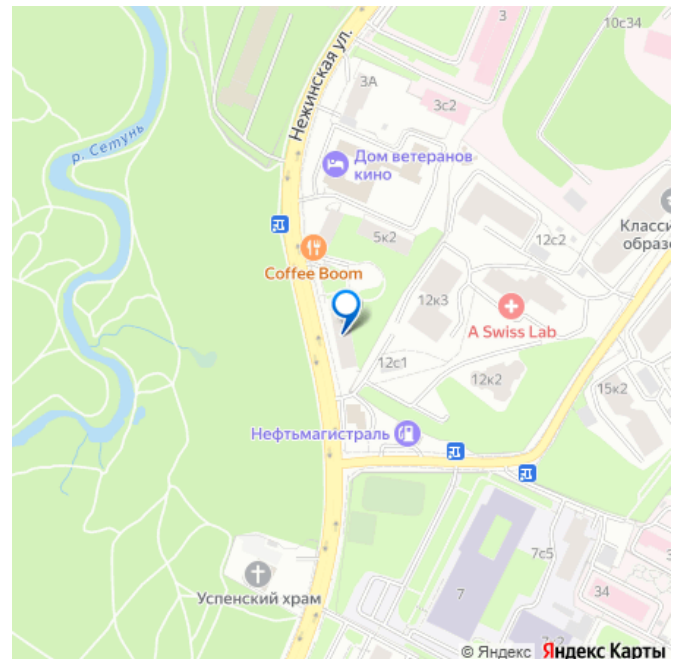 3
10с34
Нежинская ул.
3А
3с2
р. Сетунь
Дом ветеранов
кино
5к2
Класси
образо
12с2
Coffee Boom
12к3
A Swiss Lab
12с1
12к2
15к2
Нефтьмагистраль
7с5
Успенский храм
7
34
7с2
© Яндекс Яндекс Карты